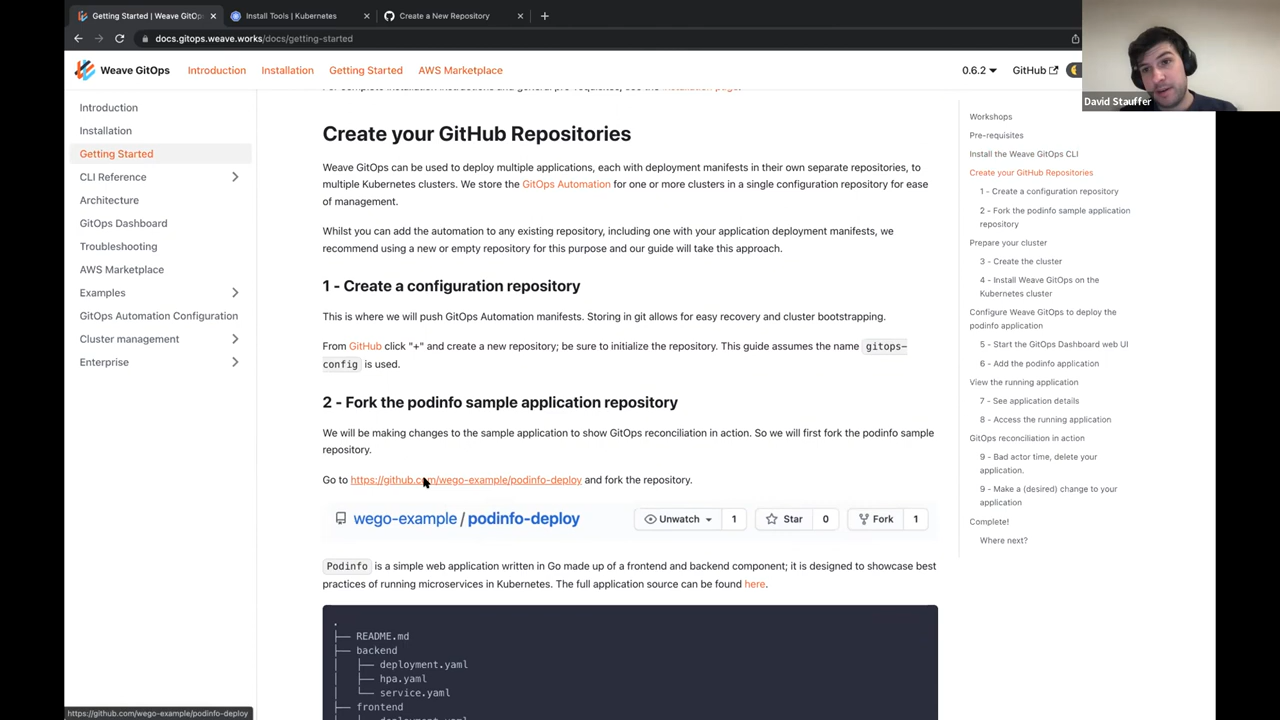 Getting Started | Weave GitOps
Install Tools | Kubernetes
Create a New Repository
docs.gitops.weave.works/docs/getting-started
Weave GitOps
Introduction
Installation
Getting Started
AWS Marketplace
0.6.2
GitHub
David Stauffer
Introduction
Installation
Getting Started
CLI Reference
Architecture
GitOps Dashboard
Troubleshooting
AWS Marketplace
Examples
GitOps Automation Configuration
Cluster management
Enterprise
Create your GitHub Repositories
Weave GitOps can be used to deploy multiple applications, each with deployment manifests in their own separate repositories, to
multiple Kubernetes clusters. We store the GitOps Automation for one or more clusters in a single configuration repository for ease
of management.
Whilst you can add the automation to any existing repository, including one with your application deployment manifests, we
recommend using a new or empty repository for this purpose and our guide will take this approach.
1 - Create a configuration repository
This is where we will push GitOps Automation manifests. Storing in git allows for easy recovery and cluster bootstrapping.
From GitHub click "+" and create a new repository; be sure to initialize the repository. This guide assumes the name gitops-
config is used.
2 - Fork the podinfo sample application repository
We will be making changes to the sample application to show GitOps reconciliation in action. So we will first fork the podinfo sample
repository.
Go to https://github.com/wego-example/podinfo-deploy and fork the repository.
wego-example / podinfo-deploy
Unwatch 1
Star 0
Fork 1
Podinfo is a simple web application written in Go made up of a frontend and backend component; it is designed to showcase best
practices of running microservices in Kubernetes. The full application source can be found here.
.
├── README.md
├── backend
│   ├── deployment.yaml
│   ├── hpa.yaml
│   └── service.yaml
├── frontend
Workshops
Pre-requisites
Install the Weave GitOps CLI
Create your GitHub Repositories
1 - Create a configuration repository
2 - Fork the podinfo sample application
repository
Prepare your cluster
3 - Create the cluster
4 - Install Weave GitOps on the
Kubernetes cluster
Configure Weave GitOps to deploy the
podinfo application
5 - Start the GitOps Dashboard web UI
6 - Add the podinfo application
View the running application
7 - See application details
8 - Access the running application
GitOps reconciliation in action
9 - Bad actor time, delete your
application.
9 - Make a (desired) change to your
application
Complete!
Where next?
https://github.com/wego-example/podinfo-deploy